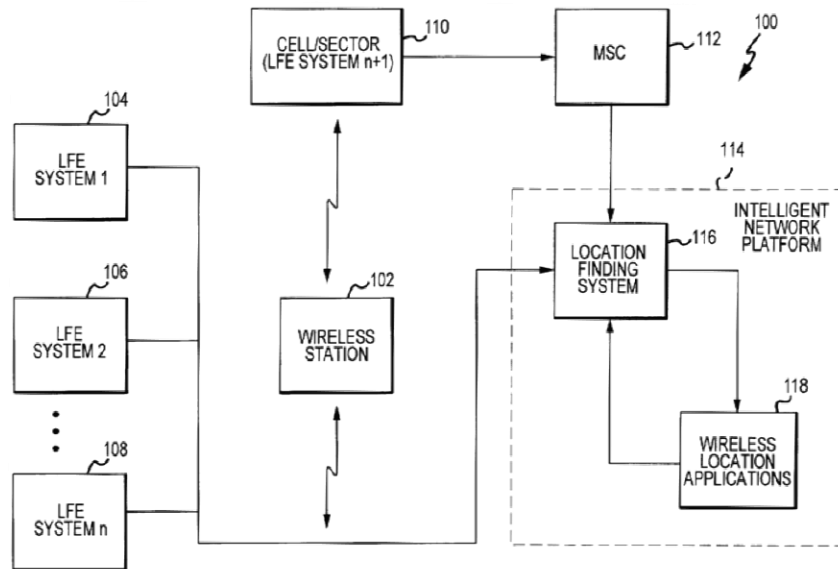 110
CELL/SECTOR
(LFE SYSTEM n+1)
MSC
112
100
104
LFE
SYSTEM 1
114
INTELLIGENT
NETWORK
PLATFORM
LOCATION
FINDING
SYSTEM
116
106
LFE
SYSTEM 2
102
WIRELESS
STATION
118
WIRELESS
LOCATION
APPLICATIONS
108
LFE
SYSTEM n